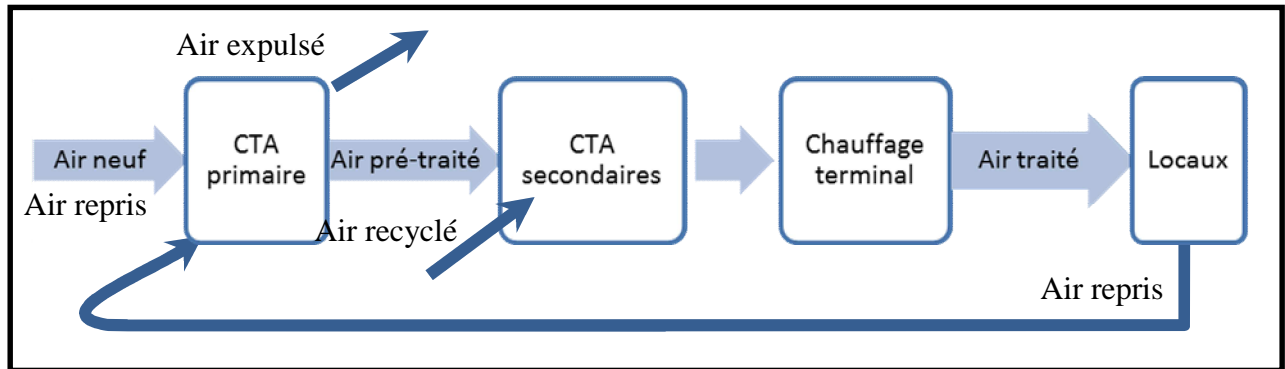 Air expulsé
Air neuf
Air repris
CTA
primaire
Air pré-traité
Air recyclé
CTA
secondaires
Chauffage
terminal
Air traité
Locaux
Air repris